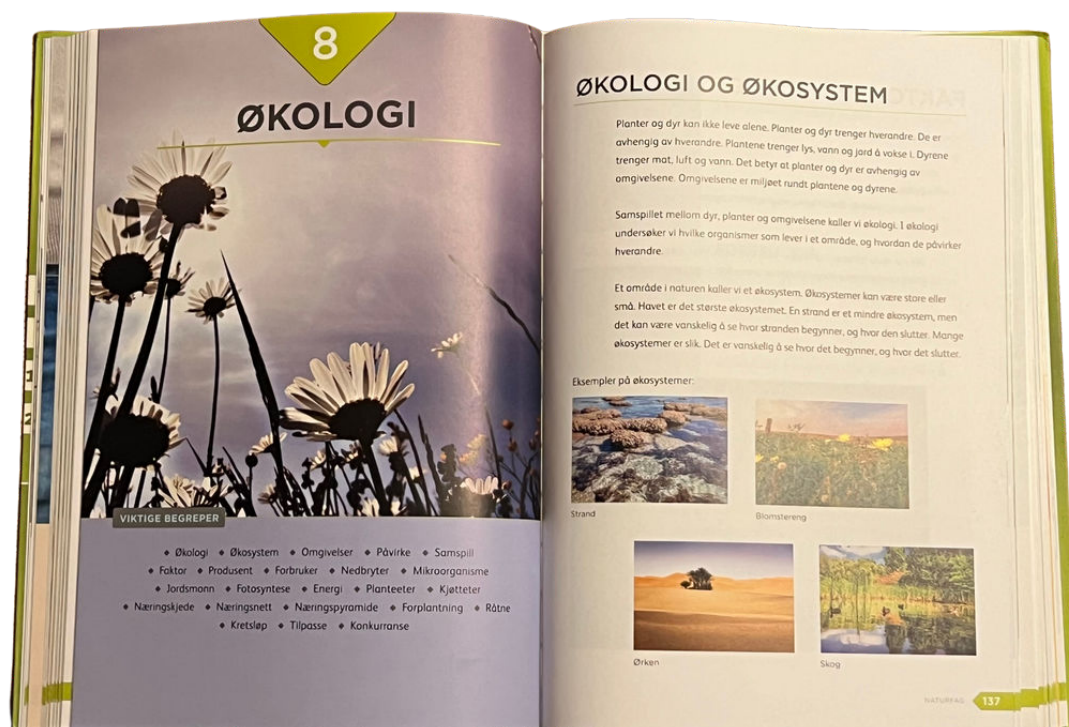 8
ØKOLOGI
VIKTIGE BEGREPER
◆ Økologi ◆ Økosystem ◆ Omgivelser ◆ Påvirke ◆ Samspill
◆ Faktor ◆ Produsent ◆ Forbruker ◆ Nedbryter ◆ Mikroorganisme
◆ Jordsmonn ◆ Fotosyntese ◆ Energi ◆ Planteeter ◆ Kjøtteter
◆ Næringskjede ◆ Næringsnett ◆ Næringspyramide ◆ Forplantning ◆ Råtne
◆ Kretsløp ◆ Tilpasse ◆ Konkurranse
ØKOLOGI OG ØKOSYSTEM
Planter og dyr kan ikke leve alene. Planter og dyr trenger hverandre. De er
avhengig av hverandre. Plantene trenger lys, vann og jord å vokse i. Dyrene
trenger mat, luft og vann. Det betyr at planter og dyr er avhengig av
omgivelsene. Omgivelsene er miljøet rundt plantene og dyrene.
Samspillet mellom dyr, planter og omgivelsene kaller vi økologi. I økologi
undersøker vi hvilke organismer som lever i et område, og hvordan de påvirker
hverandre.
Et område i naturen kaller vi et økosystem. Økosystemer kan være store eller
små. Havet er det største økosystemet. En strand er et mindre økosystem, men
det kan være vanskelig å se hvor stranden begynner, og hvor den slutter. Mange
økosystemer er slik. Det er vanskelig å se hvor det begynner, og hvor det slutter.
Eksempler på økosystemer:
Strand
Blomstereng
Ørken
Skog
NATURFAG 137